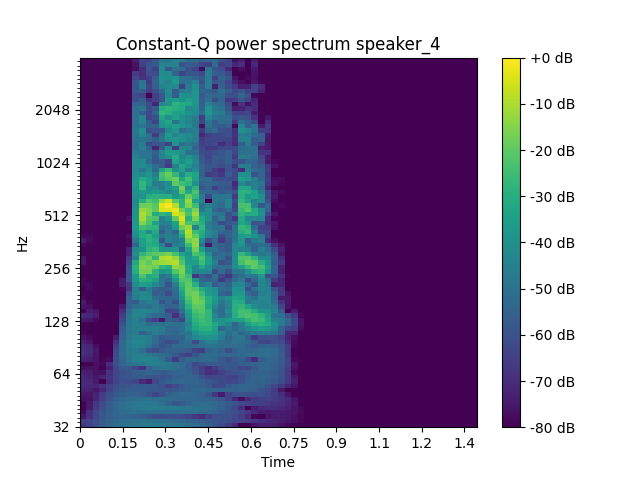 Constant-Q power spectrum speaker_4
Hz
2048
1024
512
256
128
64
32
0 0.15 0.3 0.45 0.6 0.75 0.9 1.1 1.2 1.4
Time
+0 dB
-10 dB
-20 dB
-30 dB
-40 dB
-50 dB
-60 dB
-70 dB
-80 dB